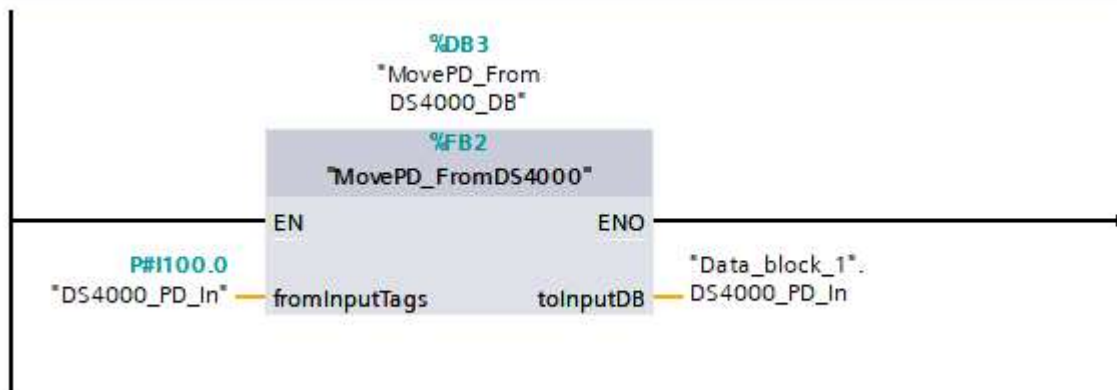 %DB3
"MovePD_From
DS4000_DB"
%FB2
"MovePD_FromDS4000"
EN ENO
P#I100.0
"DS4000_PD_In" fromInputTags toInputDB "Data_block_1".
DS4000_PD_In